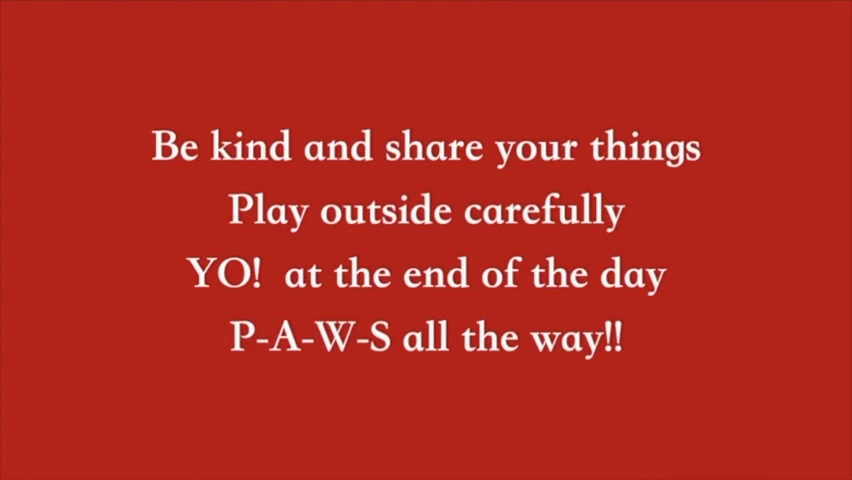 Be kind and share your things
Play outside carefully
YO!  at the end of the day
P-A-W-S all the way!!